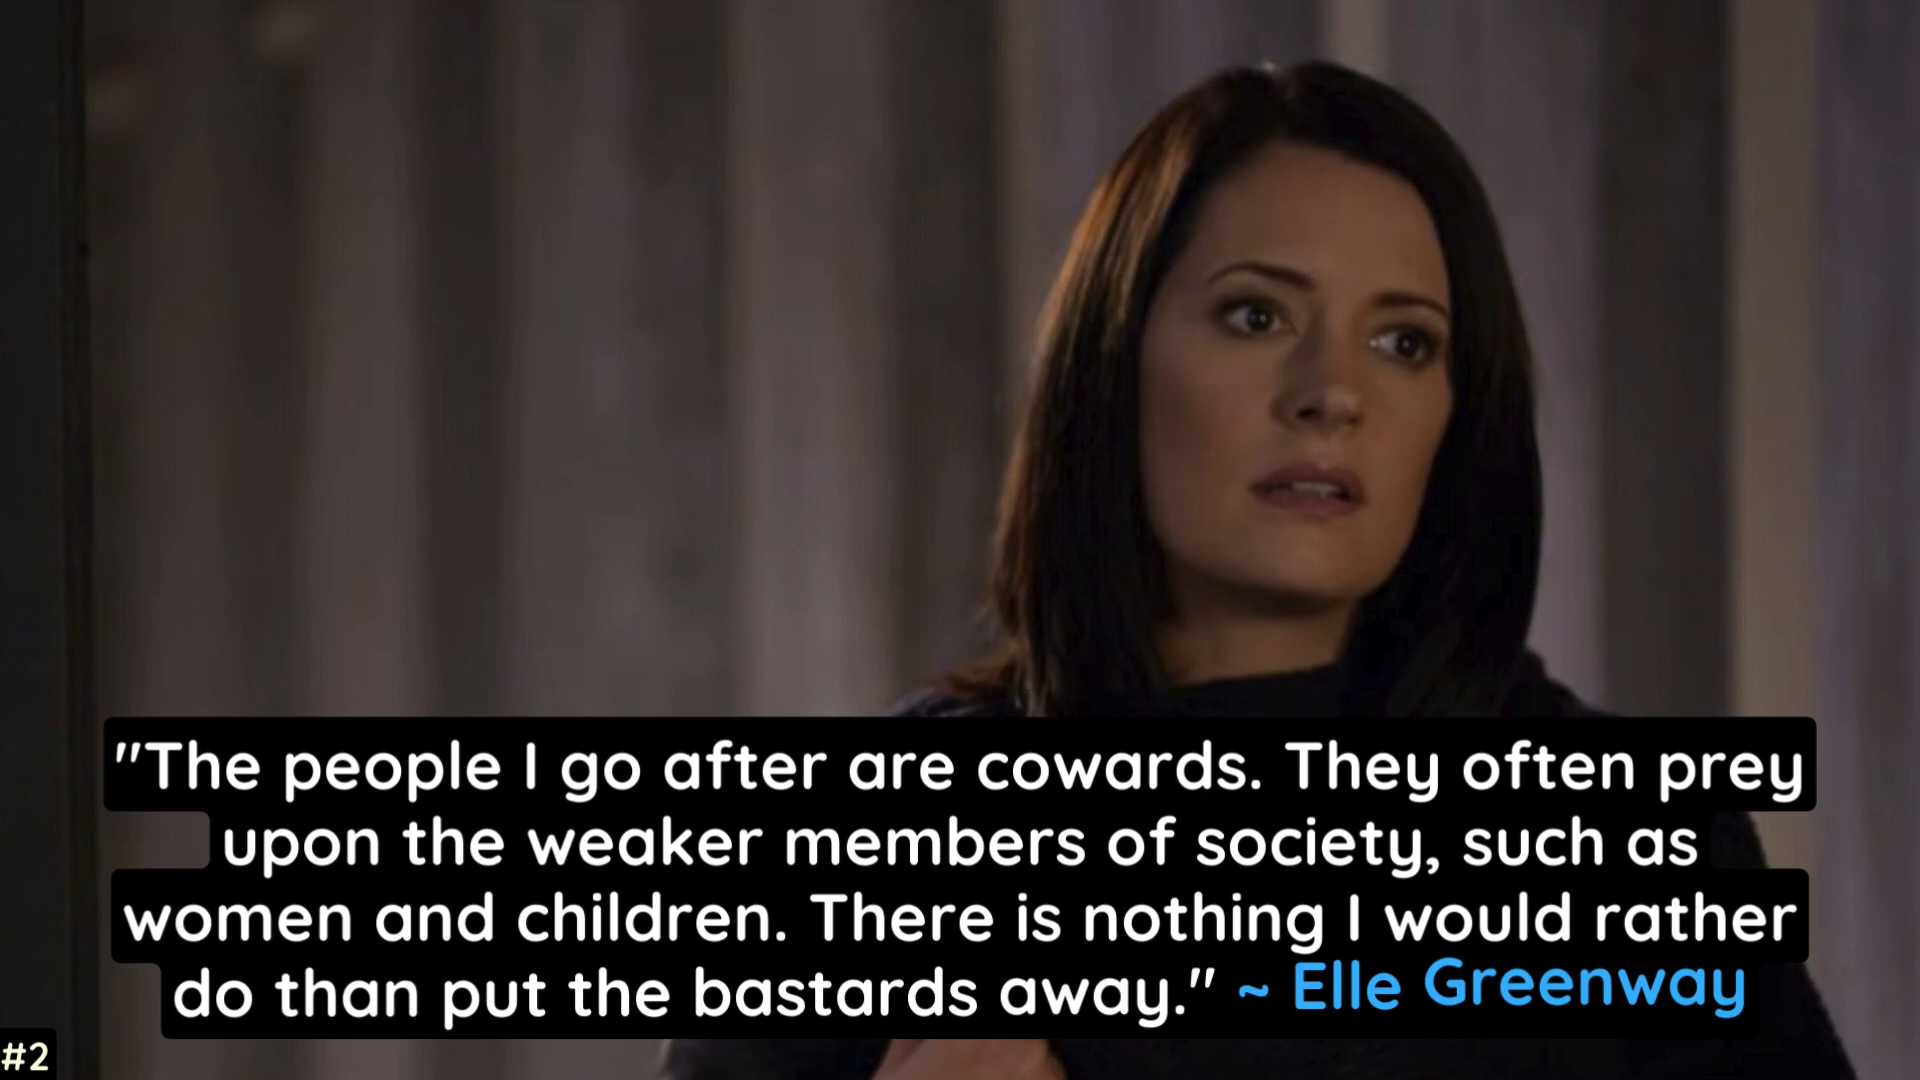 "The people I go after are cowards. They often prey
upon the weaker members of society, such as
women and children. There is nothing I would rather
do than put the bastards away." ~ Elle Greenway
#2